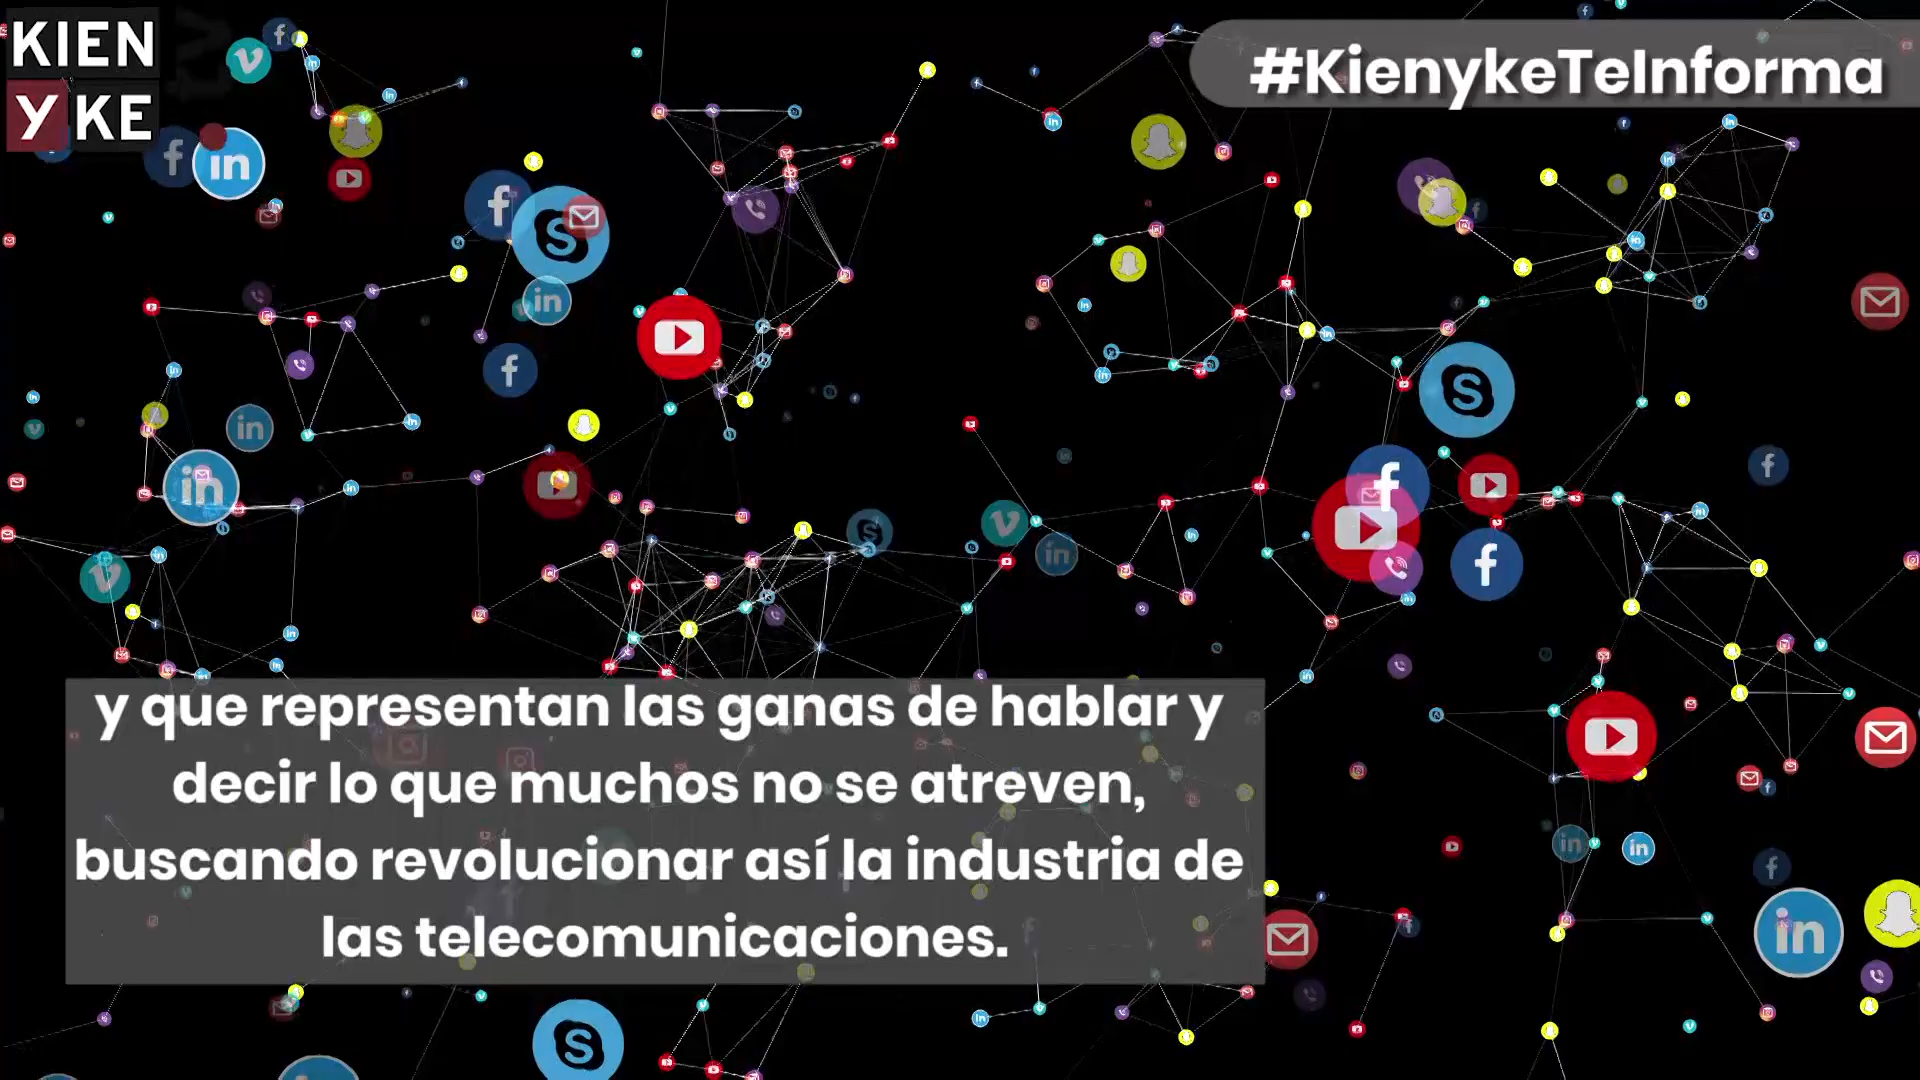 KIEN
YKE
#KienykeTeInforma
y que representan las ganas de hablar y
decir lo que muchos no se atreven,
buscando revolucionar así la industria de
las telecomunicaciones.